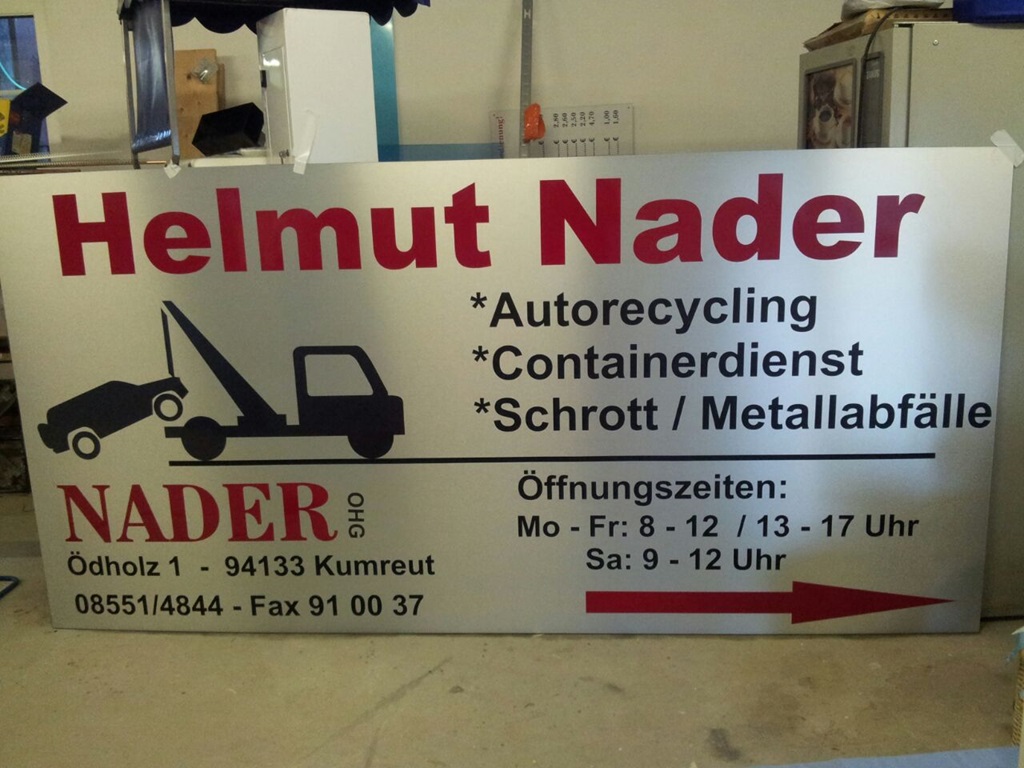 Helmut Nader
*Autorecycling
*Containerdienst
*Schrott / Metallabfälle
NADER OHG
Ödholz 1 - 94133 Kumreut
08551/4844 - Fax 91 00 37
Öffnungszeiten:
Mo - Fr: 8 - 12 / 13 - 17 Uhr
Sa: 9 - 12 Uhr